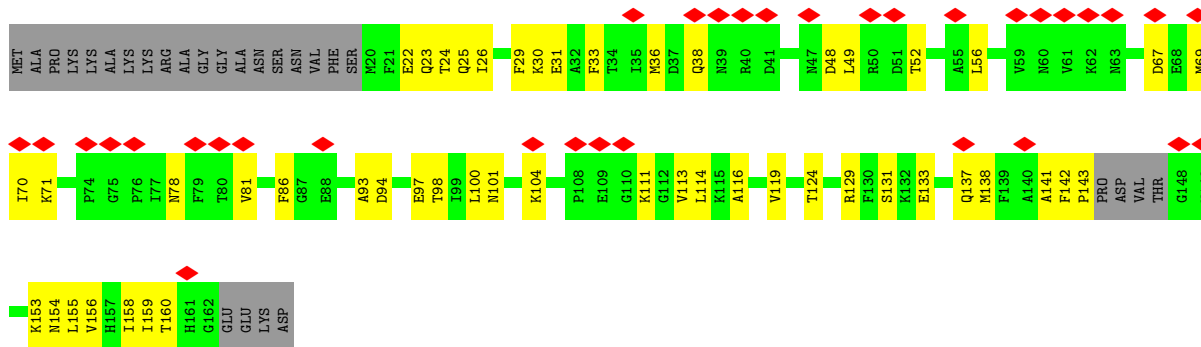 MET ALA PRO LYS LYS ALA LYS LYS ARG ALA GLY GLY ALA ASN SER ASN VAL PHE SER M20 F21 E22 Q23 T24 Q25 I26 F29 K30 E31 A32 F33 T34 I35 M36 D37 Q38 N39 R40 D41 N47 D48 L49 R50 D51 T52 A55 L56 V59 N60 V61 K62 N63 D67 E68 M69
I70 K71 P74 G75 P76 I77 N78 F79 T80 V81 F86 G87 E88 A93 D94 E97 T98 I99 L100 N101 K104 P108 E109 G110 K111 G112 V113 L114 K115 A116 V119 T124 R129 F130 S131 K132 E133 Q137 M138 F139 A140 A141 F142 P143 PRO ASP VAL THR G148
K153 N154 L155 V156 H157 I158 I159 T160 H161 G162 GLU GLU LYS ASP